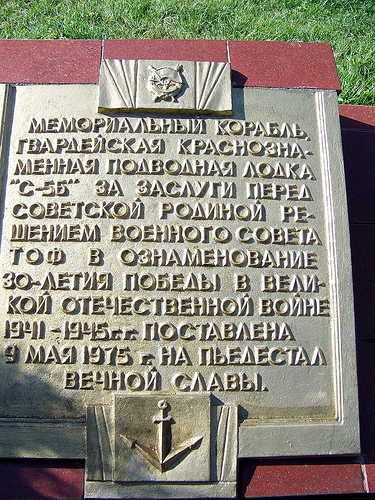 МЕМОРИАЛЬНЫЙ КОРАБЛЬ,
ГВАРДЕЙСКАЯ КРАСНОЗНА-
МЕННАЯ ПОДВОДНАЯ ЛОДКА
"С-56" ЗА ЗАСЛУГИ ПЕРЕД
СОВЕТСКОЙ РОДИНОЙ РЕ-
ШЕНИЕМ ВОЕННОГО СОВЕТА
ТОФ В ОЗНАМЕНОВАНИЕ
30-ЛЕТИЯ ПОБЕДЫ В ВЕЛИ-
КОЙ ОТЕЧЕСТВЕННОЙ ВОЙНЕ
1941-1945гг. ПОСТАВЛЕНА
9 МАЯ 1975 г. НА ПЬЕДЕСТАЛ
ВЕЧНОЙ СЛАВЫ.